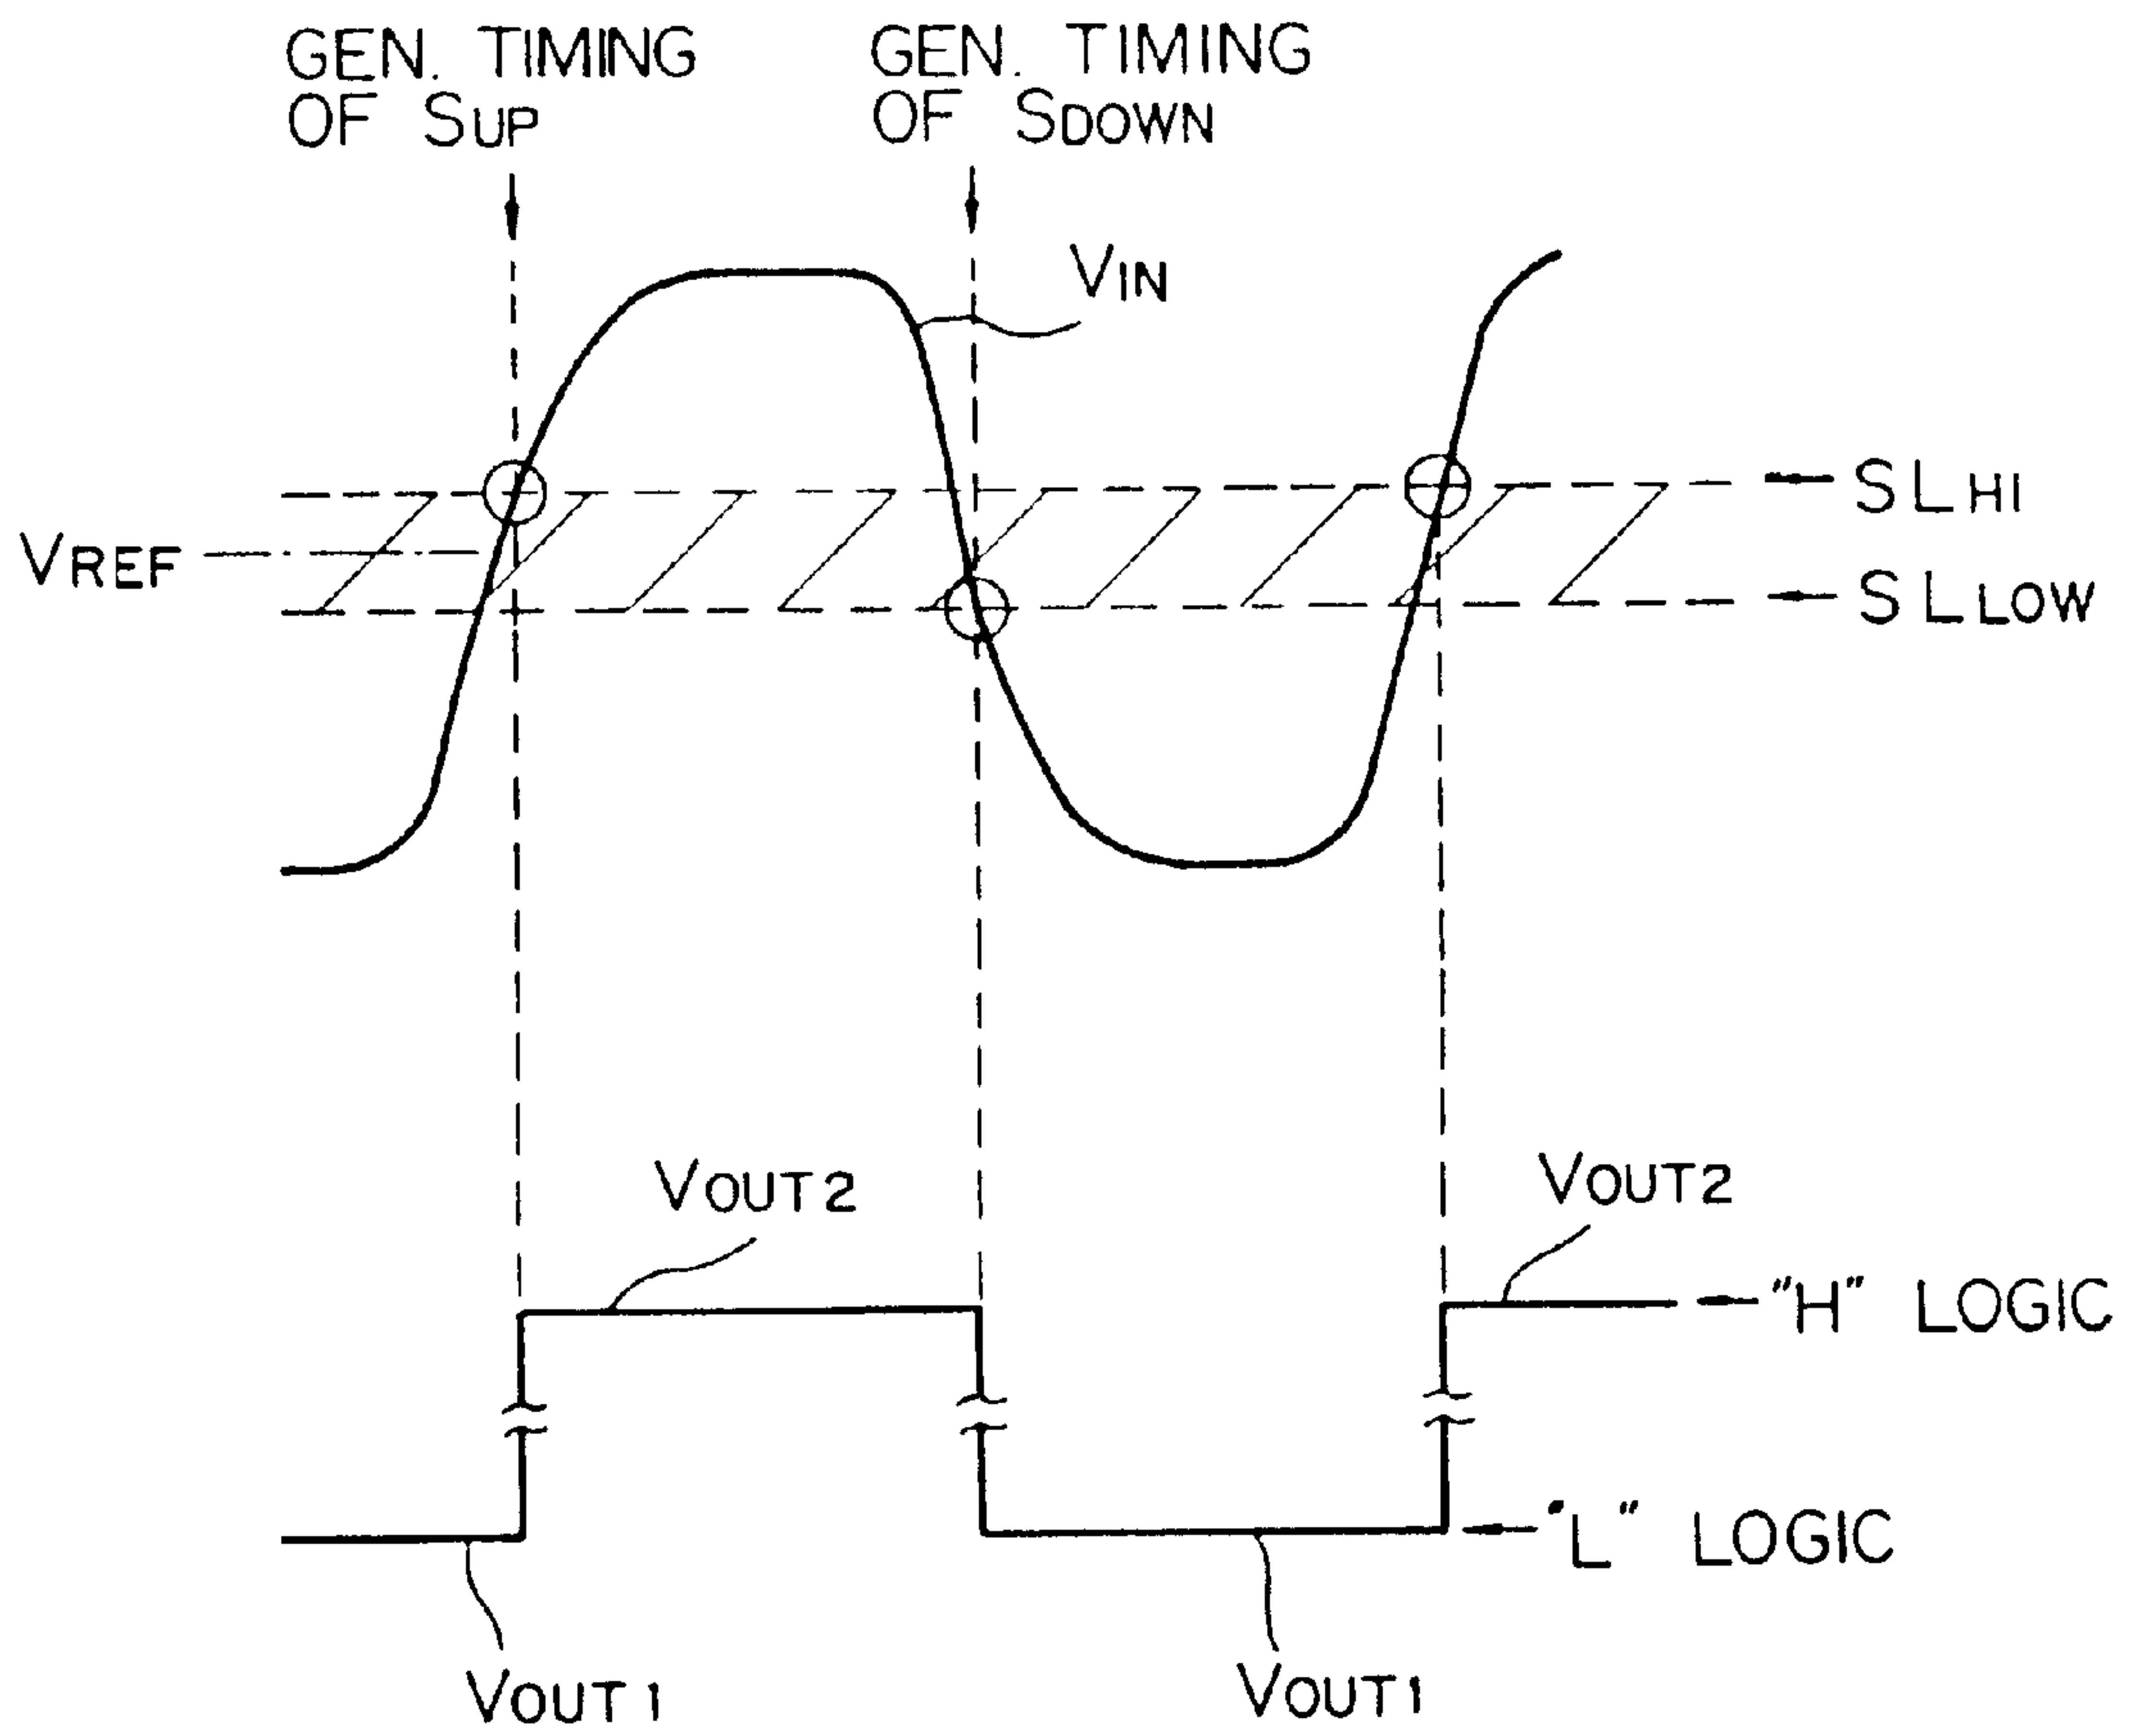 GEN. TIMING
OF SUP
GEN. TIMING
OF SDOWN
VIN
SLHI
VREF
SLLOW
VOUT2
VOUT2
"H" LOGIC
"L" LOGIC
VOUT1
VOUT1